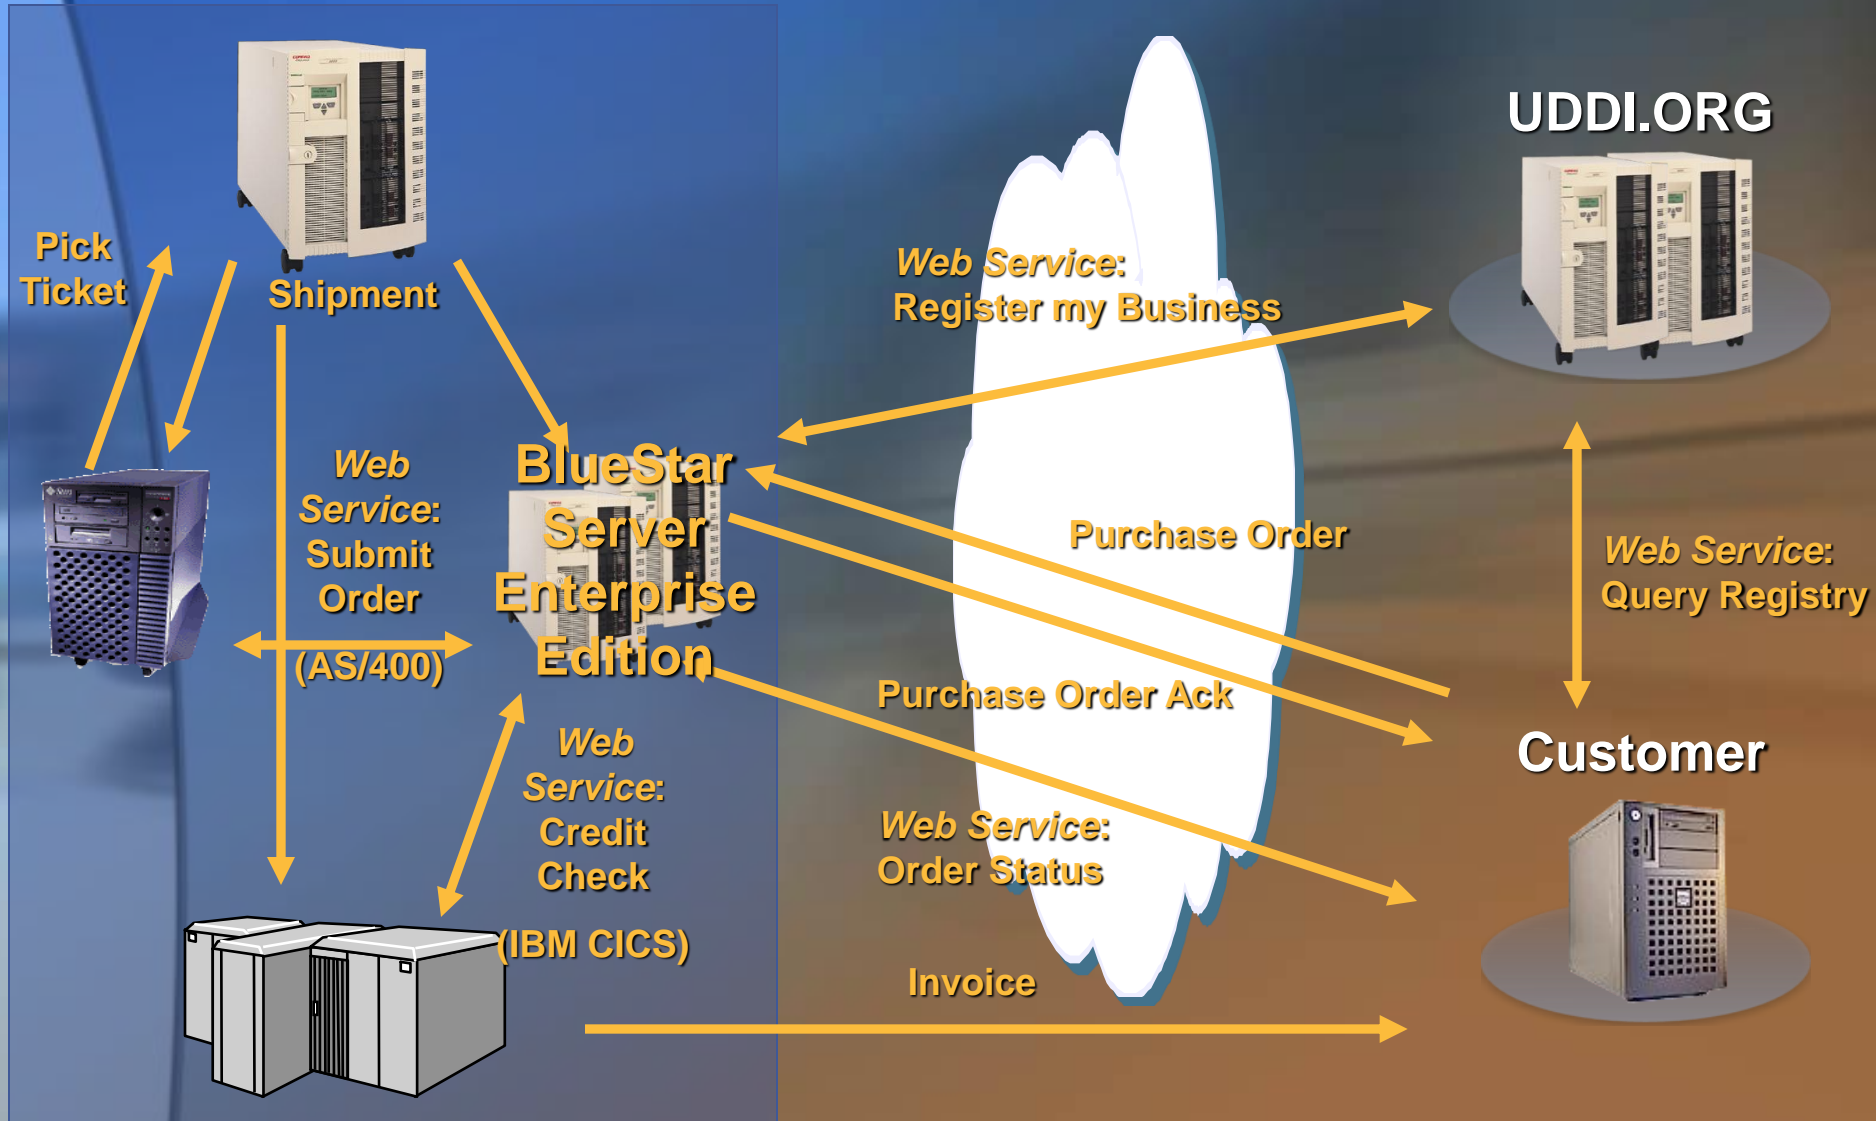 UDDI.ORG
Pick
Ticket
Shipment
Web Service:
Register my Business
Web
Service:
Submit
Order
(AS/400)
BlueStar
Server
Enterprise
Edition
Purchase Order
Web Service:
Query Registry
Purchase Order Ack
Customer
Web
Service:
Credit
Check
(IBM CICS)
Web Service:
Order Status
Invoice
Sun